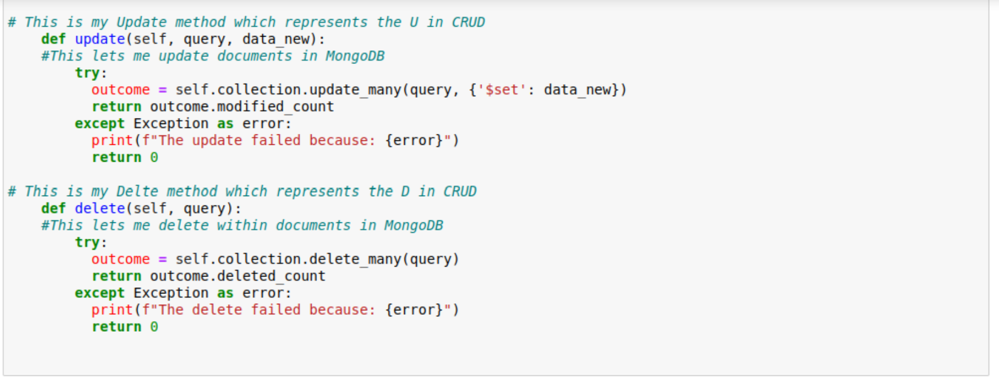 # This is my Update method which represents the U in CRUD
    def update(self, query, data_new):
    #This lets me update documents in MongoDB
        try:
          outcome = self.collection.update_many(query, {'$set': data_new})
          return outcome.modified_count
        except Exception as error:
          print(f"The update failed because: {error}")
          return 0
# This is my Delte method which represents the D in CRUD
    def delete(self, query):
    #This lets me delete within documents in MongoDB
        try:
          outcome = self.collection.delete_many(query)
          return outcome.deleted_count
        except Exception as error:
          print(f"The delete failed because: {error}")
          return 0